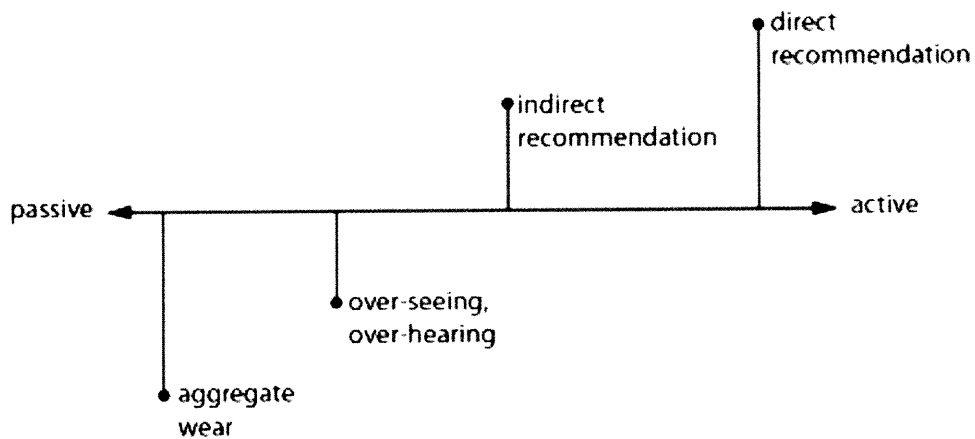 direct
recommendation
indirect
recommendation
passive
active
over-seeing,
over-hearing
aggregate
wear